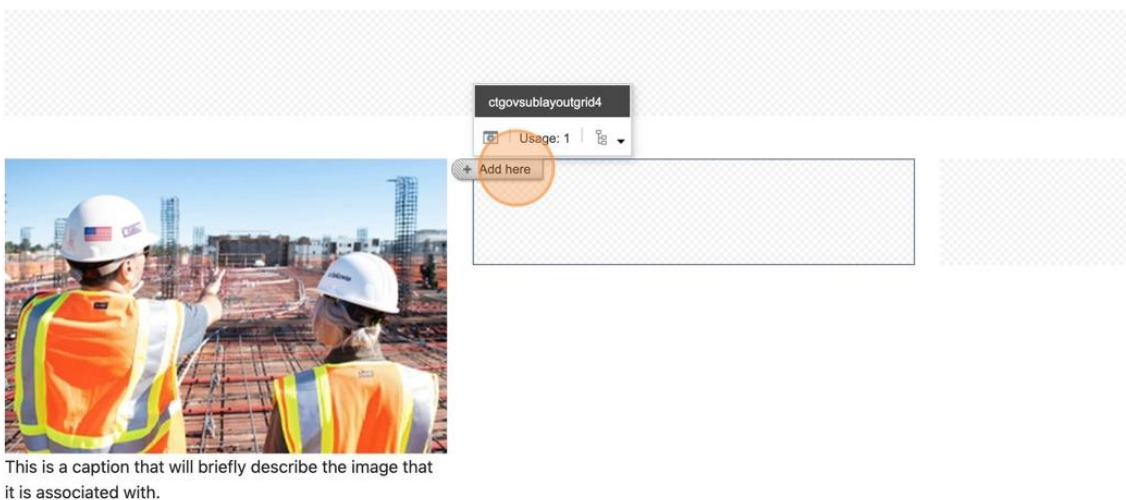 ctgovsublayoutgrid4
Usage: 1
+ Add here
This is a caption that will briefly describe the image that
it is associated with.